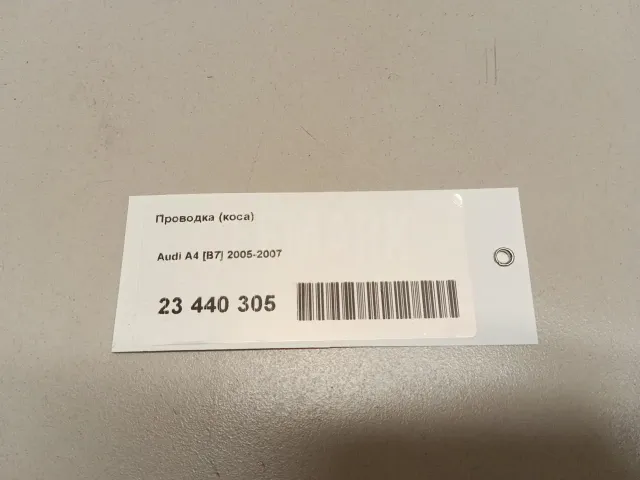 Проводка (коса)
Audi A4 [B7] 2005-2007
23 440 305